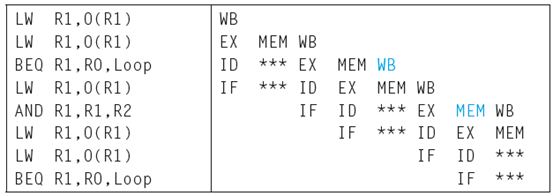 LW R1,0(R1) WB
LW R1,0(R1) EX MEM WB
BEQ R1,R0,Loop ID *** EX MEM WB
LW R1,0(R1) IF *** ID EX MEM WB
AND R1,R1,R2 IF ID *** EX MEM WB
LW R1,0(R1) IF *** ID EX MEM
LW R1,0(R1) IF ID ***
BEQ R1,R0,Loop IF ***